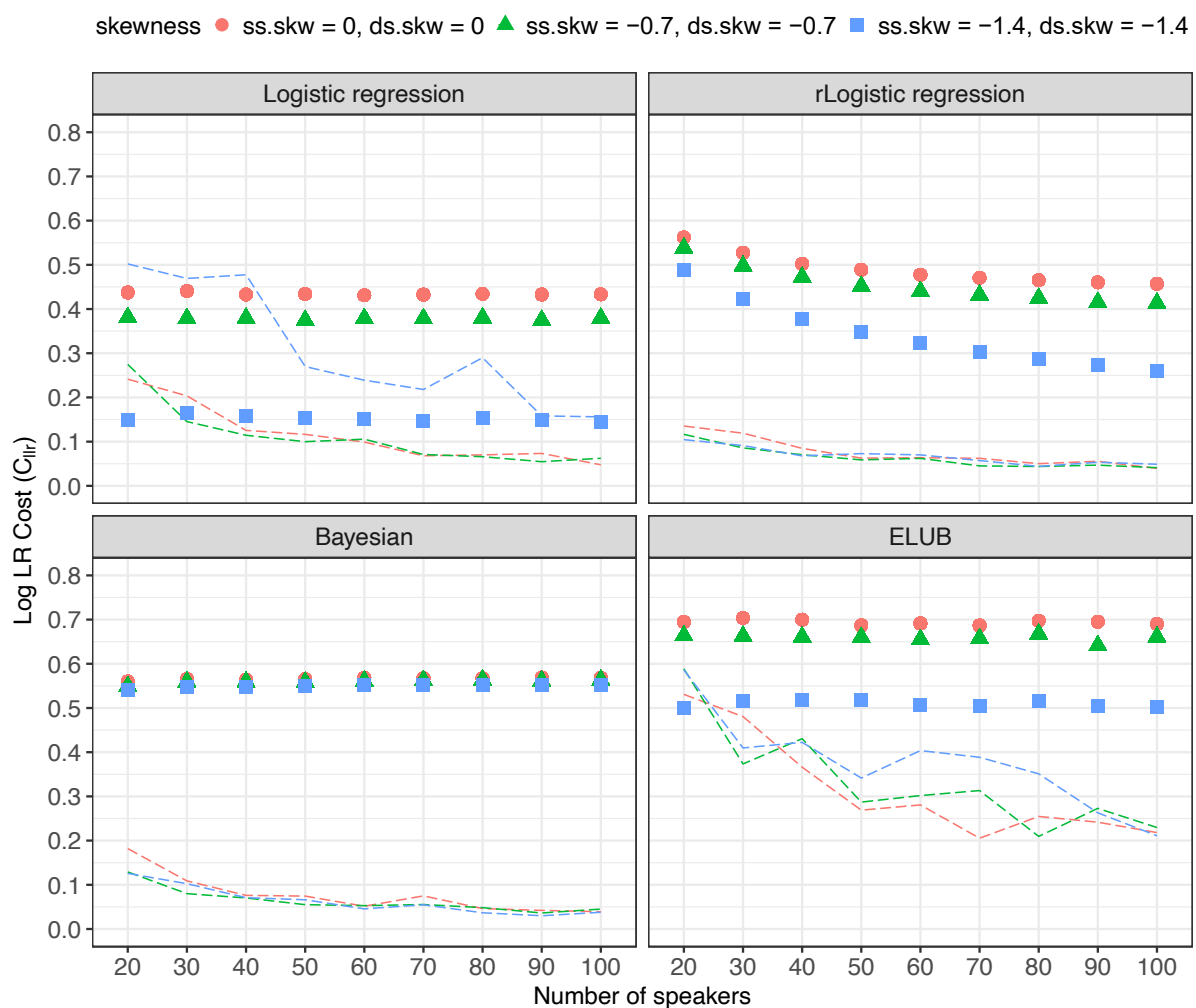 skewness ss.skw = 0, ds.skw = 0 ss.skw = −0.7, ds.skw = −0.7 ss.skw = −1.4, ds.skw = −1.4
Logistic regression
rLogistic regression
0.8
0.7
0.6
0.5
0.4
0.3
0.2
0.1
0.0
Bayesian
ELUB
0.8
0.7
0.6
0.5
0.4
0.3
0.2
0.1
0.0
Log LR Cost (Cllr)
20 30 40 50 60 70 80 90 100
20 30 40 50 60 70 80 90 100
Number of speakers